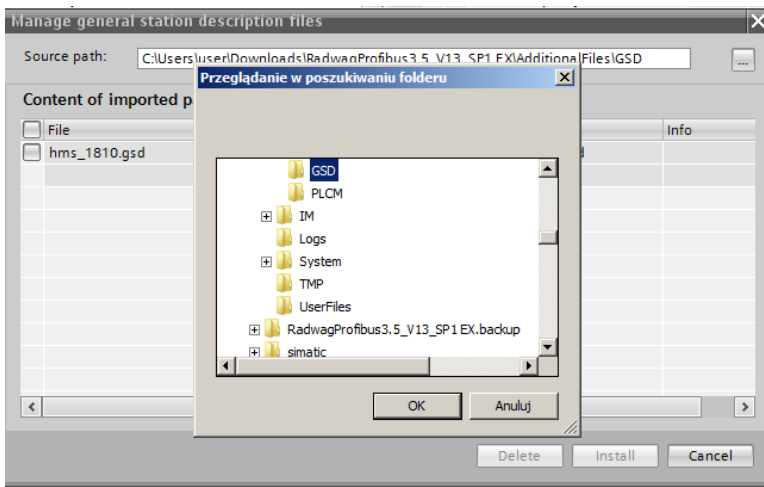 Manage general station description files
Source path: C:\Users\user\Downloads\RadwagProfibus3.5_V13_SP1 EX\AdditionalFiles\GSD ...
Przeglądanie w poszukiwaniu folderu
Content of imported p
File Info
hms_1810.gsd
GSD
PLCM
IM
Logs
System
TMP
UserFiles
RadwagProfibus3.5_V13_SP1 EX.backup
simatic
OK Anuluj
Delete Install Cancel